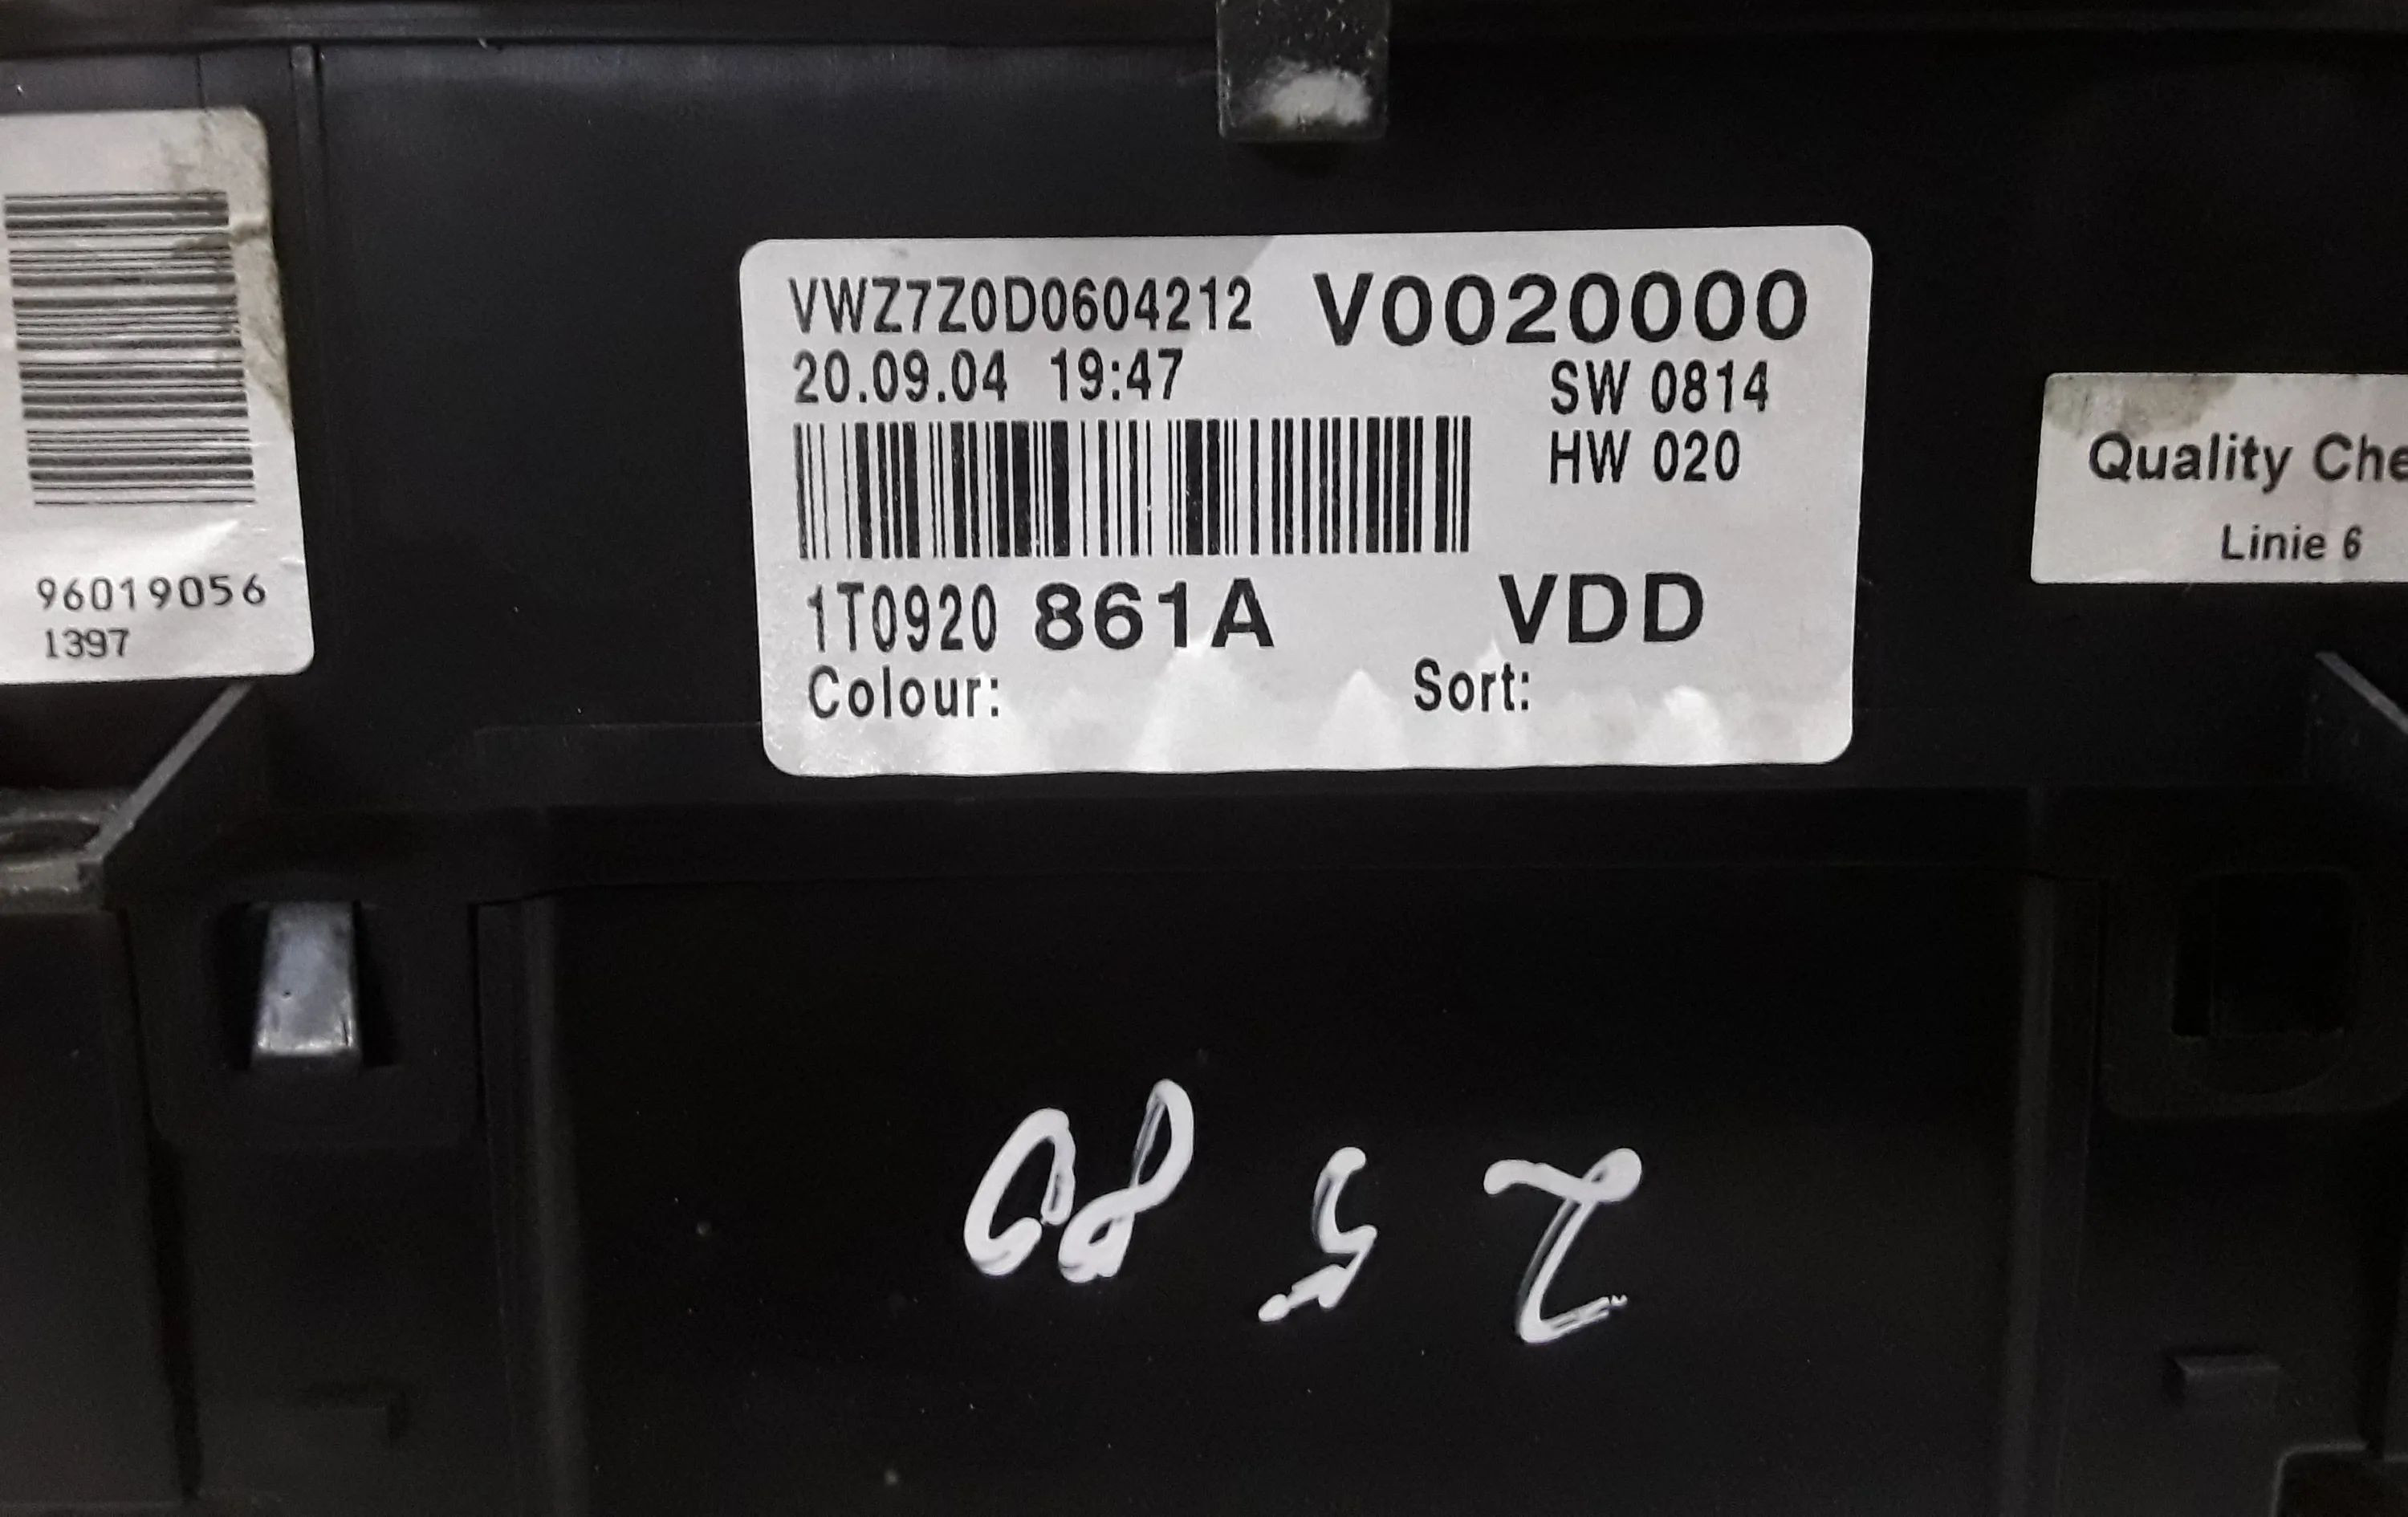 VWZ7Z0D0604212 V0020000
20.09.04 19:47 SW 0814
HW 020
1T0920 861A VDD
Colour: Sort:
96019056
1397
Quality Che
Linie 6